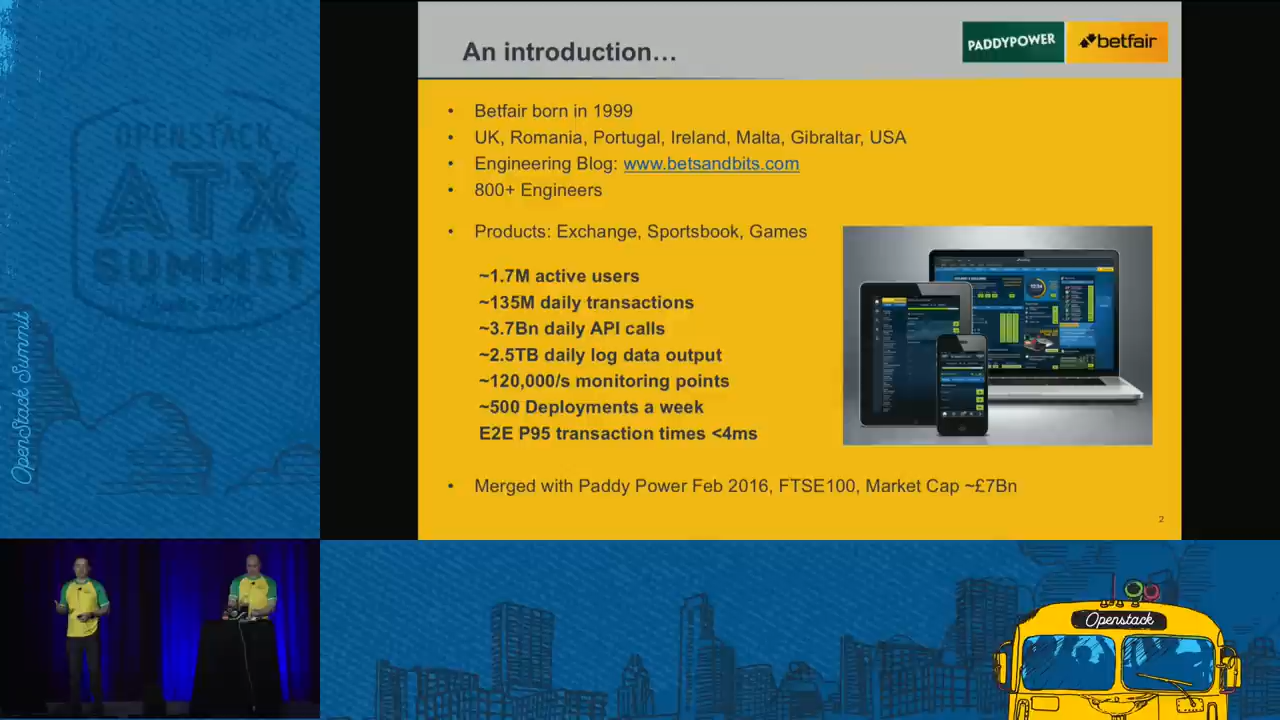 An introduction…
PADDYPOWER
betfair
• Betfair born in 1999
• UK, Romania, Portugal, Ireland, Malta, Gibraltar, USA
• Engineering Blog: www.betsandbits.com
• 800+ Engineers
• Products: Exchange, Sportsbook, Games
~1.7M active users
~135M daily transactions
~3.7Bn daily API calls
~2.5TB daily log data output
~120,000/s monitoring points
~500 Deployments a week
E2E P95 transaction times <4ms
• Merged with Paddy Power Feb 2016, FTSE100, Market Cap ~£7Bn
2
OPENSTACK
ATX
SUMMIT
OpenStack Summit
Openstack